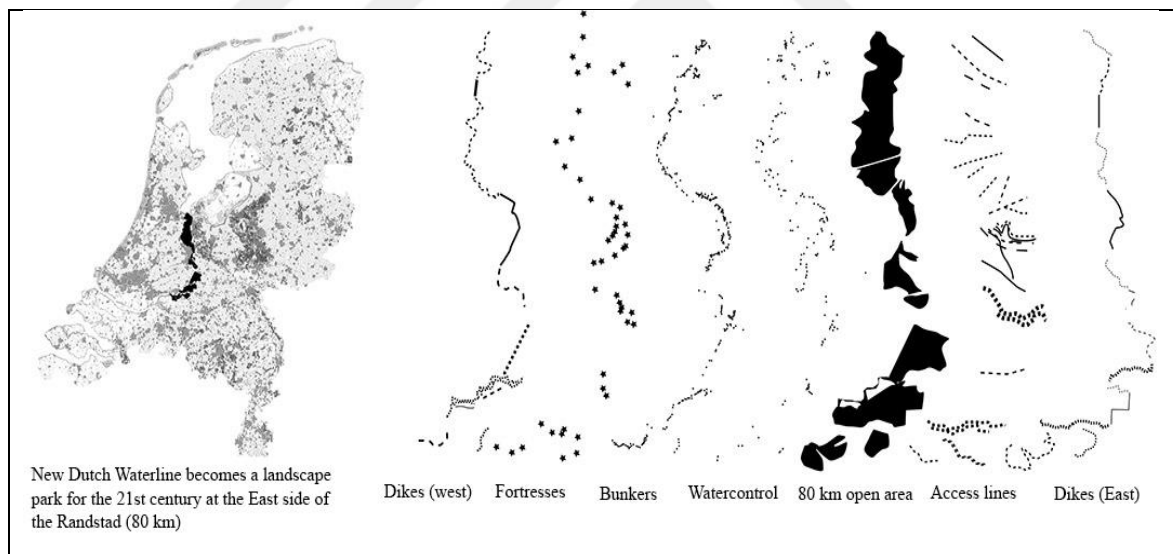 New Dutch Waterline becomes a landscape
park for the 21st century at the East side of
the Randstad (80 km)
Dikes (west) Fortresses Bunkers Watercontrol 80 km open area Access lines Dikes (East)